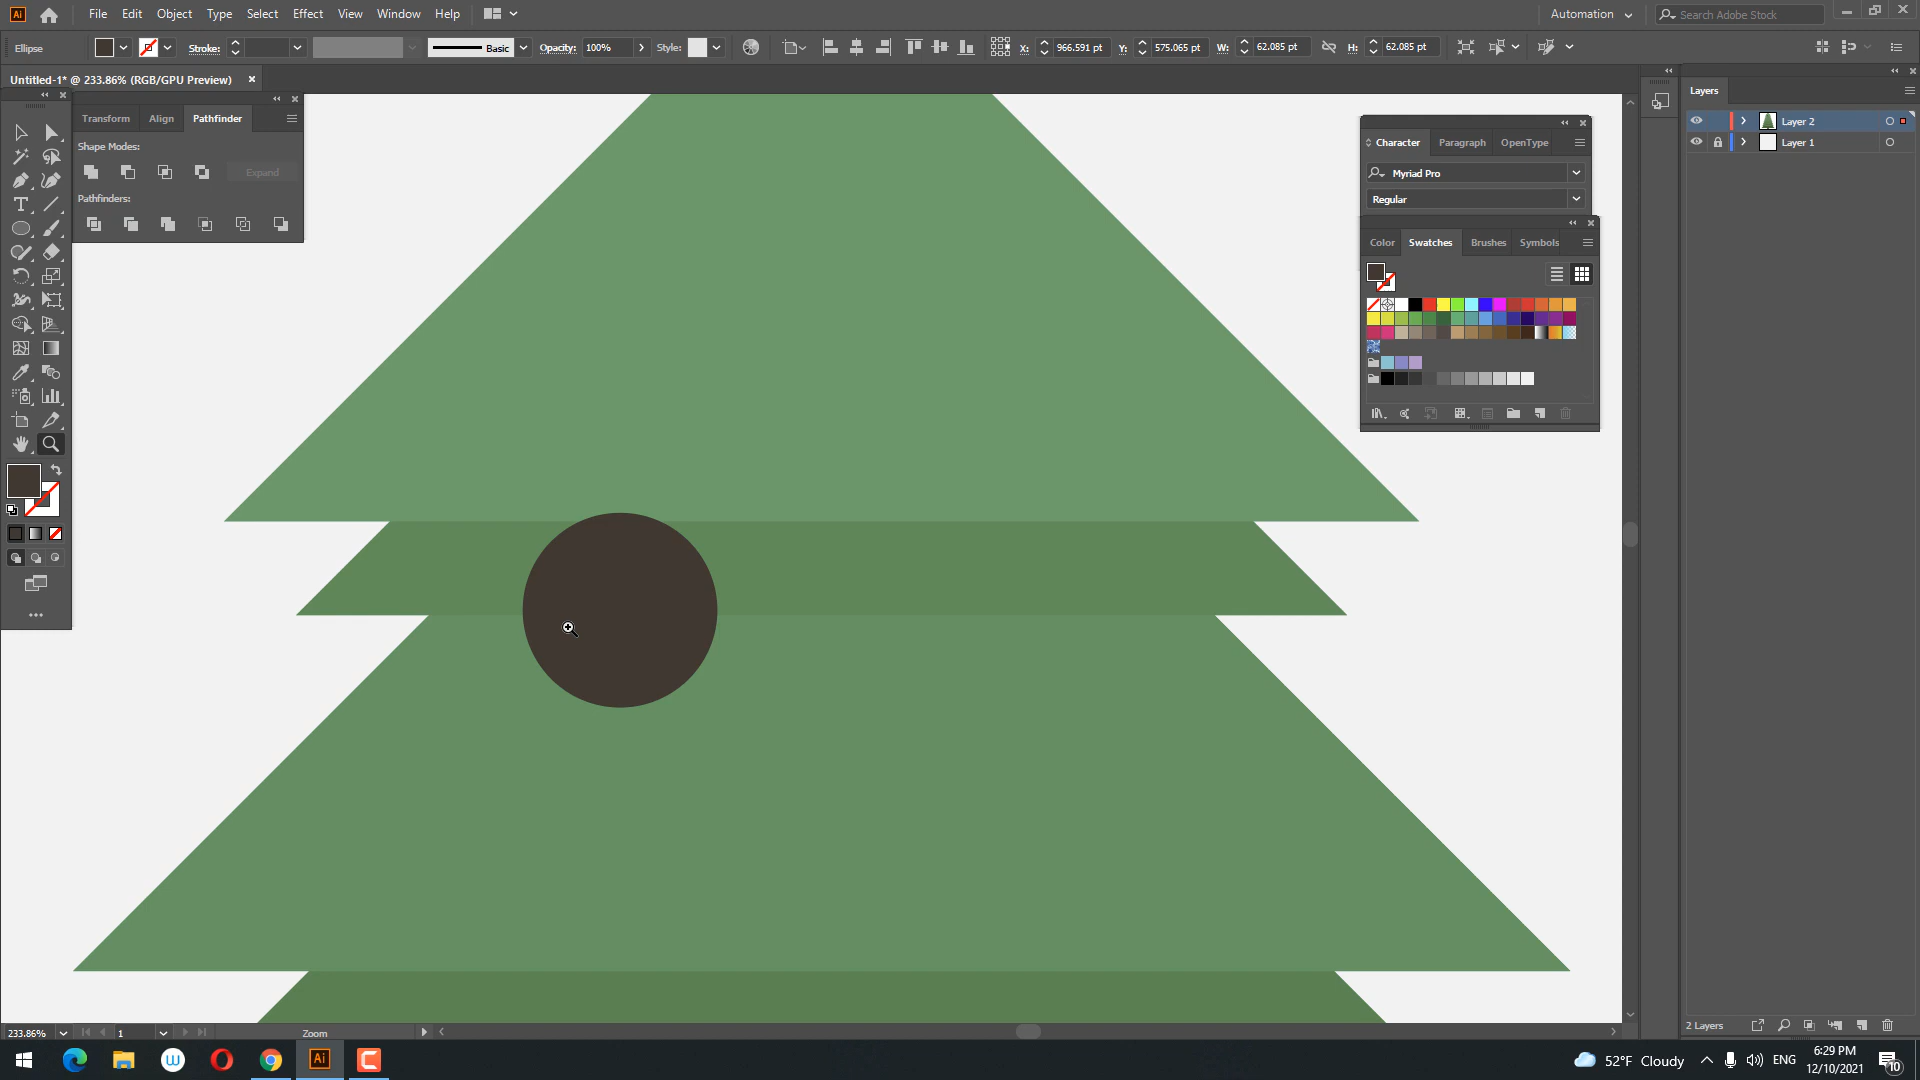 Ai File Edit Object Type Select Effect View Window Help Automation Search Adobe Stock
Ellipse Stroke: Basic Opacity: 100% Style: X: 966.591 pt Y: 575.065 pt W: 62.085 pt H: 62.085 pt
Untitled-1* @ 233.86% (RGB/GPU Preview)
Transform Align Pathfinder
Shape Modes:
Expand
Pathfinders:
Character Paragraph OpenType
Myriad Pro
Regular
Color Swatches Brushes Symbols
Layers
Layer 2
Layer 1
2 Layers
233.86% 1 Zoom
Ai 52°F Cloudy ENG 6:29 PM
12/10/2021
10